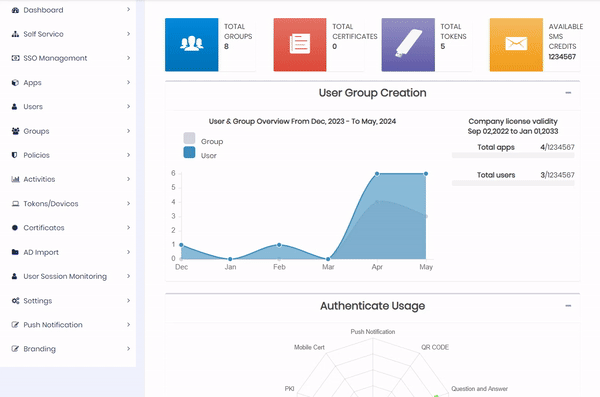 Dashboard
Self Service
SSO Management
Apps
Users
Groups
Policies
Activities
Tokens/Devices
Certificates
AD Import
User Session Monitoring
Settings
Push Notification
Branding
TOTAL
GROUPS
8
TOTAL
CERTIFICATES
0
TOTAL
TOKENS
5
AVAILABLE
SMS
CREDITS
1234567
User Group Creation
User & Group Overview From Dec, 2023 - To May, 2024
Group
User
6
5
4
3
2
1
0
Dec Jan Feb Mar Apr May
Company license validity
Sep 02,2022 to Jan 01,2033
Total apps 4/1234567
Total users 3/1234567
Authenticate Usage
Push Notification
Mobile Cert
QR CODE
PKI
Question and Answer